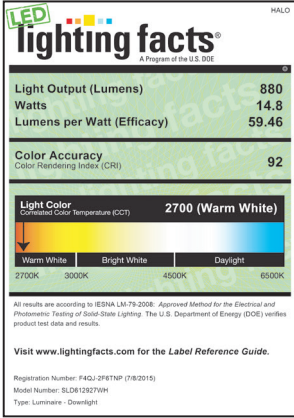 HALO
LED
lighting facts®
A Program of the U.S. DOE
Light Output (Lumens) 880
Watts 14.8
Lumens per Watt (Efficacy) 59.46
Color Accuracy 92
Color Rendering Index (CRI)
Light Color 2700 (Warm White)
Correlated Color Temperature (CCT)
Warm White Bright White Daylight
2700K 3000K 4500K 6500K
All results are according to IESNA LM-79-2008: Approved Method for the Electrical and
Photometric Testing of Solid-State Lighting. The U.S. Department of Energy (DOE) verifies
product test data and results.
Visit www.lightingfacts.com for the Label Reference Guide.
Registration Number: F4QJ-2F6TNP (7/8/2015)
Model Number: SLD612927WH
Type: Luminaire - Downlight